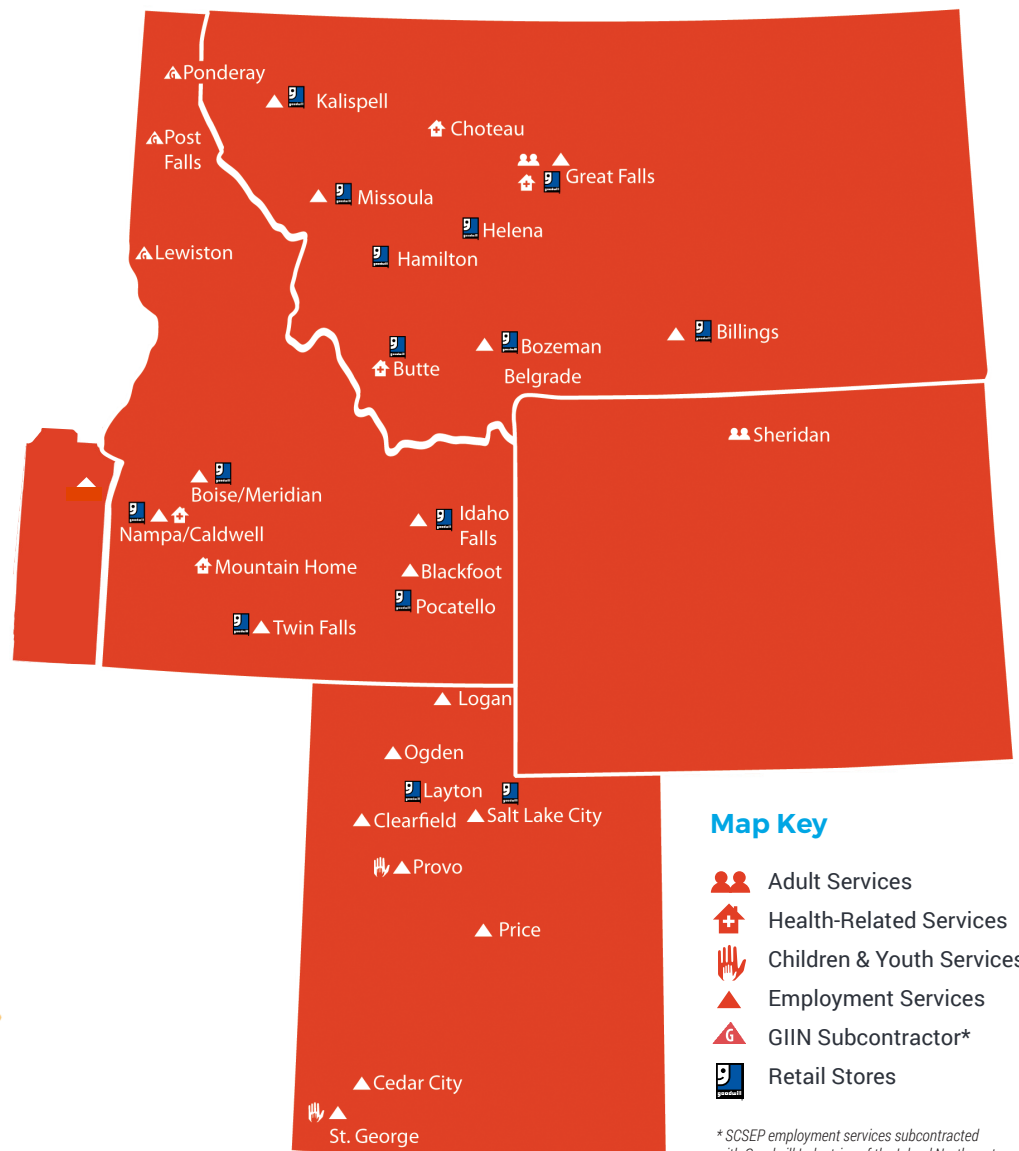 Ponderay
Kalispell
Choteau
Post
Falls
Great Falls
Missoula
Helena
Lewiston
Hamilton
Billings
Bozeman
Butte
Belgrade
Sheridan
Boise/Meridian
Idaho
Falls
Nampa/Caldwell
Mountain Home
Blackfoot
Pocatello
Twin Falls
Logan
Ogden
Layton
Salt Lake City
Clearfield
Provo
Price
Cedar City
St. George
Map Key
Adult Services
Health-Related Services
Children & Youth Services
Employment Services
G
GIIN Subcontractor*
Retail Stores
goodwill
* SCSEP employment services subcontracted